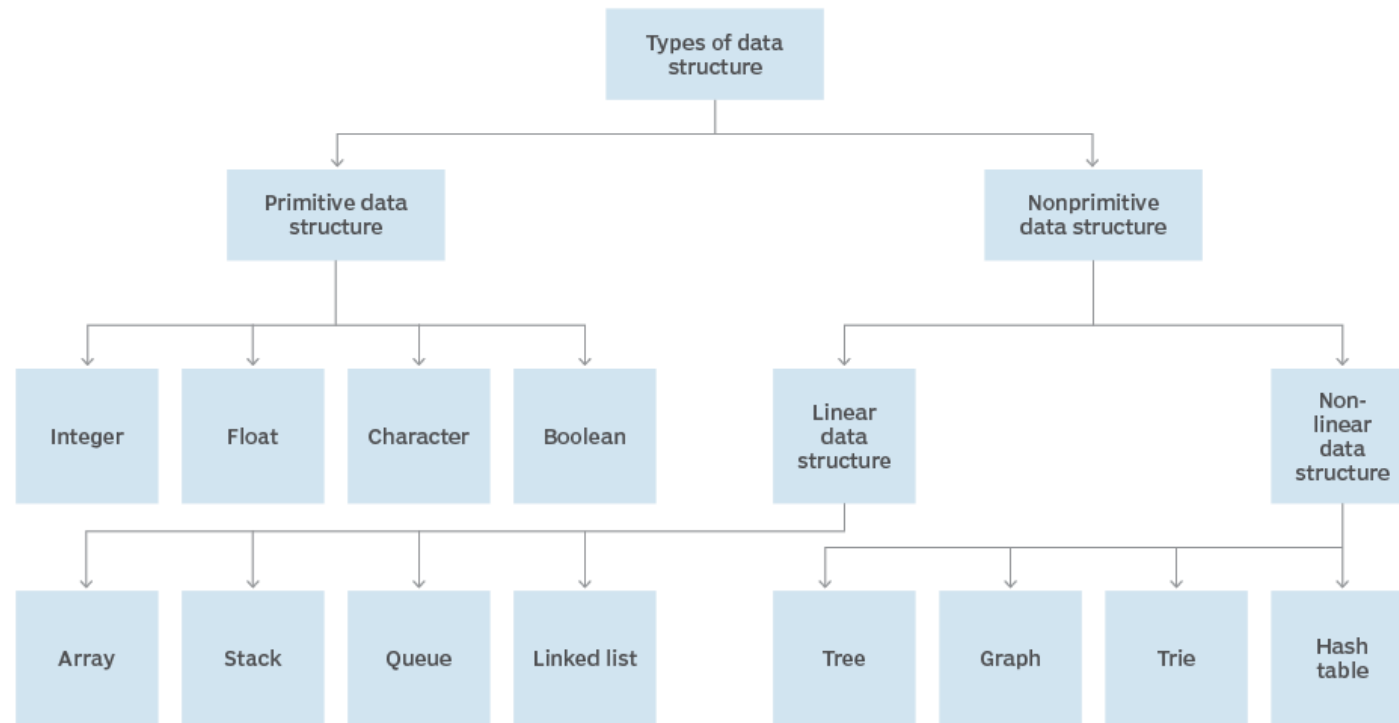 Types of data
structure
Primitive data
structure
Nonprimitive
data structure
Integer
Float
Character
Boolean
Linear
data
structure
Non-
linear
data
structure
Array
Stack
Queue
Linked list
Tree
Graph
Trie
Hash
table